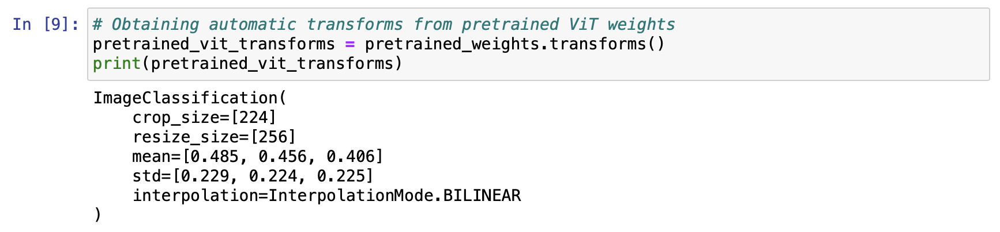 In [9]: # Obtaining automatic transforms from pretrained ViT weights
pretrained_vit_transforms = pretrained_weights.transforms()
print(pretrained_vit_transforms)
ImageClassification(
    crop_size=[224]
    resize_size=[256]
    mean=[0.485, 0.456, 0.406]
    std=[0.229, 0.224, 0.225]
    interpolation=InterpolationMode.BILINEAR
)